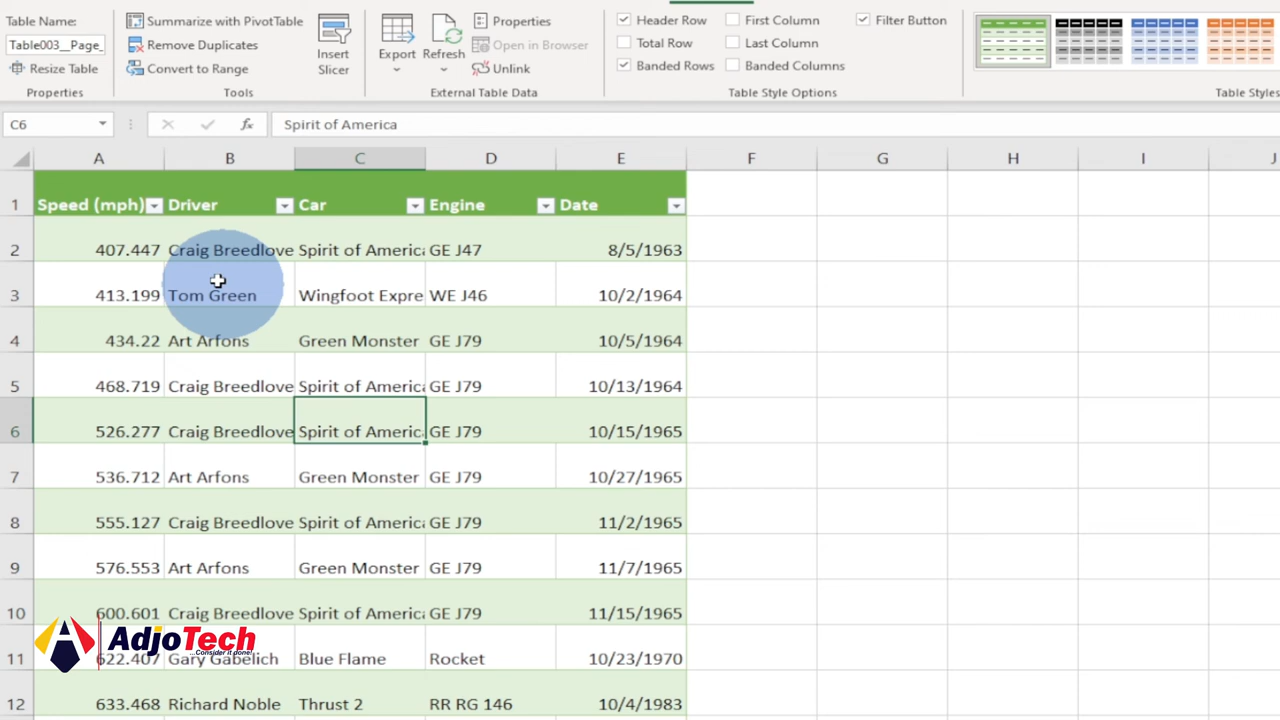 Table Name:
Table003__Page_
Resize Table
Properties
Summarize with PivotTable
Remove Duplicates
Convert to Range
Tools
Insert
Slicer
Export
Refresh
Properties
Open in Browser
Unlink
External Table Data
Header Row
Total Row
Banded Rows
First Column
Last Column
Banded Columns
Filter Button
Table Style Options
Table Styles
C6 fx Spirit of America
A B C D E F G H I J
1 Speed (mph) Driver Car Engine Date
2 407.447 Craig Breedlove Spirit of America GE J47 8/5/1963
3 413.199 Tom Green Wingfoot Expre WE J46 10/2/1964
4 434.22 Art Arfons Green Monster GE J79 10/5/1964
5 468.719 Craig Breedlove Spirit of America GE J79 10/13/1964
6 526.277 Craig Breedlove Spirit of America GE J79 10/15/1965
7 536.712 Art Arfons Green Monster GE J79 10/27/1965
8 555.127 Craig Breedlove Spirit of America GE J79 11/2/1965
9 576.553 Art Arfons Green Monster GE J79 11/7/1965
10 600.601 Craig Breedlove Spirit of America GE J79 11/15/1965
11 622.407 Gary Gabelich Blue Flame Rocket 10/23/1970
12 633.468 Richard Noble Thrust 2 RR RG 146 10/4/1983
AdjoTech
...Consider it done!